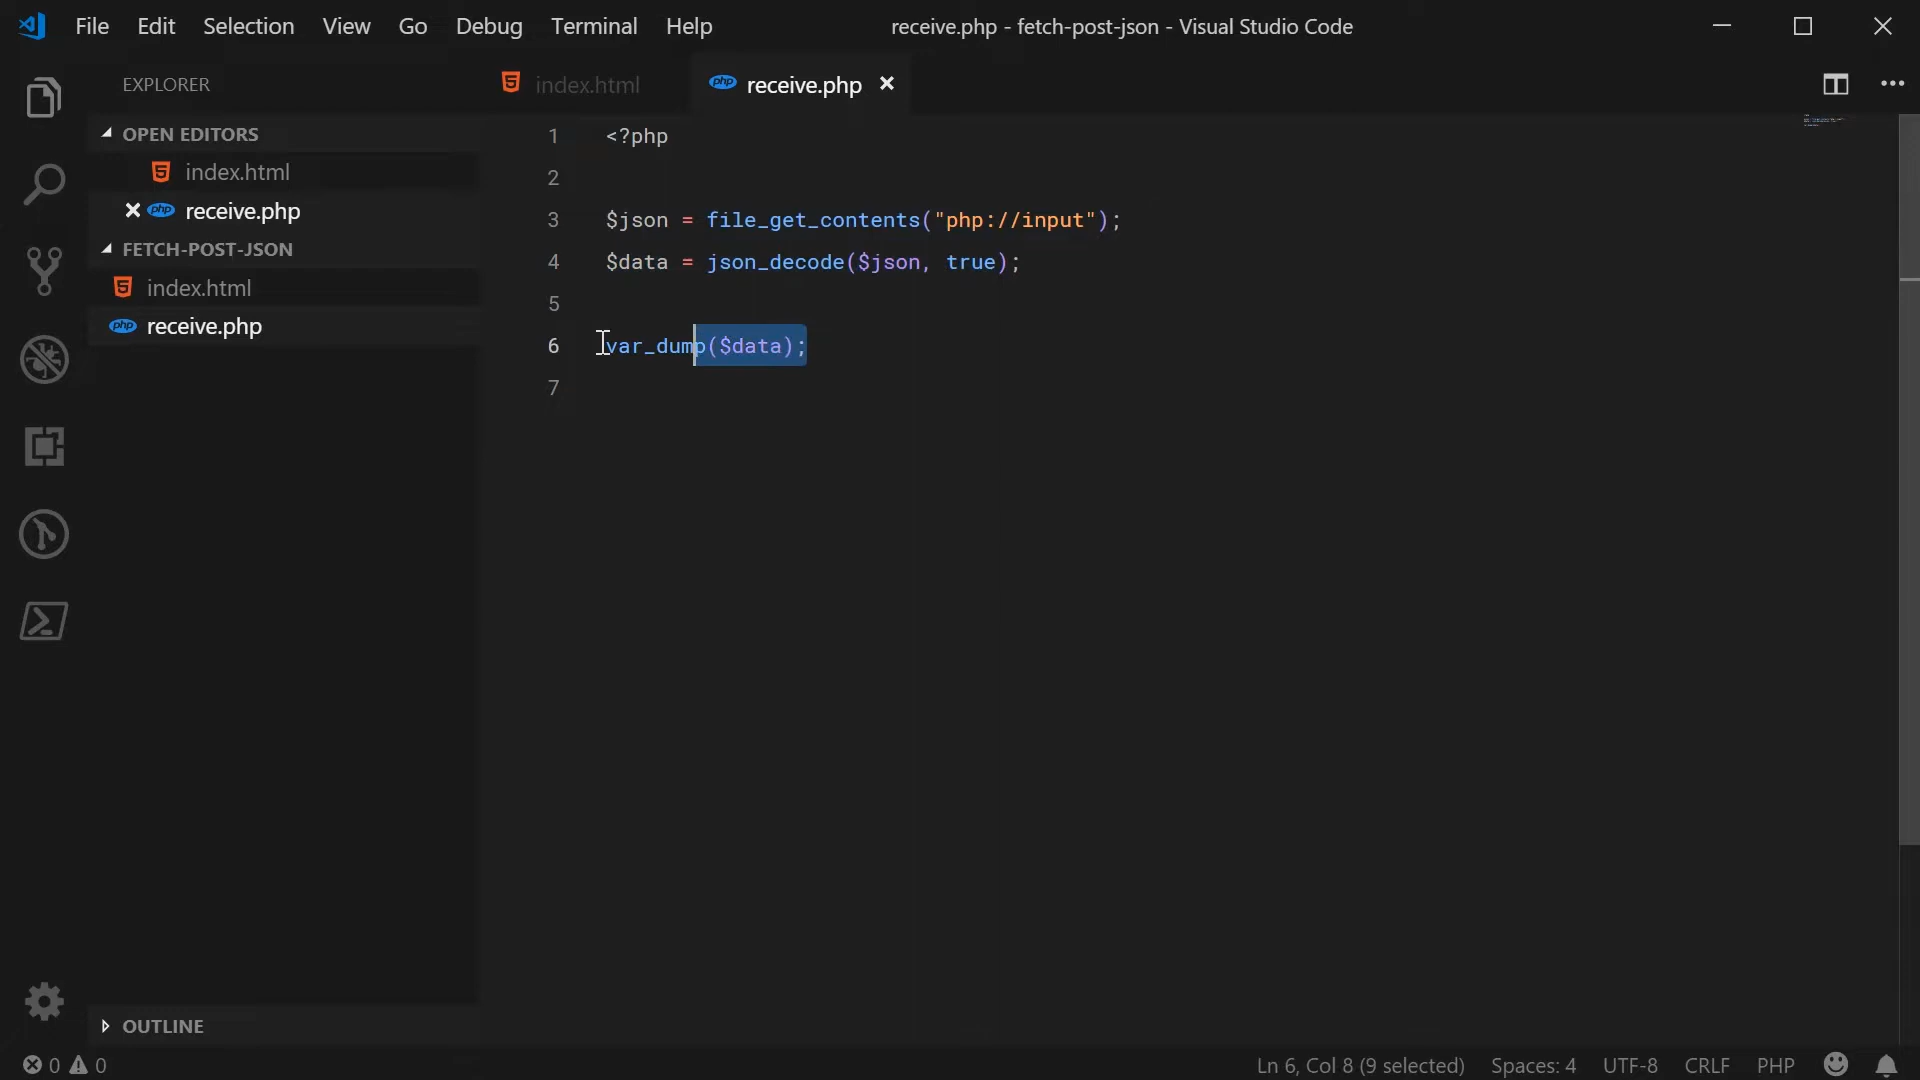 File Edit Selection View Go Debug Terminal Help receive.php - fetch-post-json - Visual Studio Code
EXPLORER
OPEN EDITORS
index.html
receive.php
FETCH-POST-JSON
index.html
receive.php
OUTLINE
index.html receive.php
1 <?php
2
3 $json = file_get_contents("php://input");
4 $data = json_decode($json, true);
5
6 var_dump($data);
7
0 0 Ln 6, Col 8 (9 selected) Spaces: 4 UTF-8 CRLF PHP